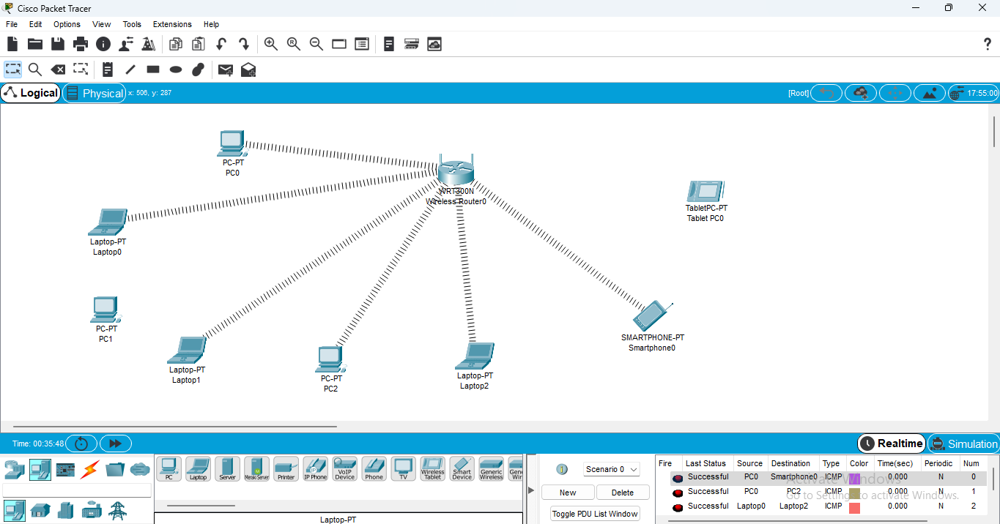 Cisco Packet Tracer
File Edit Options View Tools Extensions Help
Logical Physical x: 506, y: 287 [Root] 17:55:00
PC-PT
PC0
WRT300N
Wireless Router0
TabletPC-PT
Tablet PC0
Laptop-PT
Laptop0
PC-PT
PC1
SMARTPHONE-PT
Smartphone0
Laptop-PT
Laptop1
PC-PT
PC2
Laptop-PT
Laptop2
Time: 00:35:48 Realtime Simulation
PC Laptop Server Meraki Server Printer IP Phone VoIP Device Phone TV Wireless Tablet Smart Device Generic Wireless
Laptop-PT
Scenario 0
New Delete
Toggle PDU List Window
Fire Last Status Source Destination Type Color Time(sec) Periodic Num
Successful PC0 Smartphone0 ICMP 0.000 N 0
Successful PC0 PC2 ICMP 0.000 N 1
Successful Laptop0 Laptop2 ICMP 0.000 N 2
Activate Windows
Go to Settings to activate Windows.